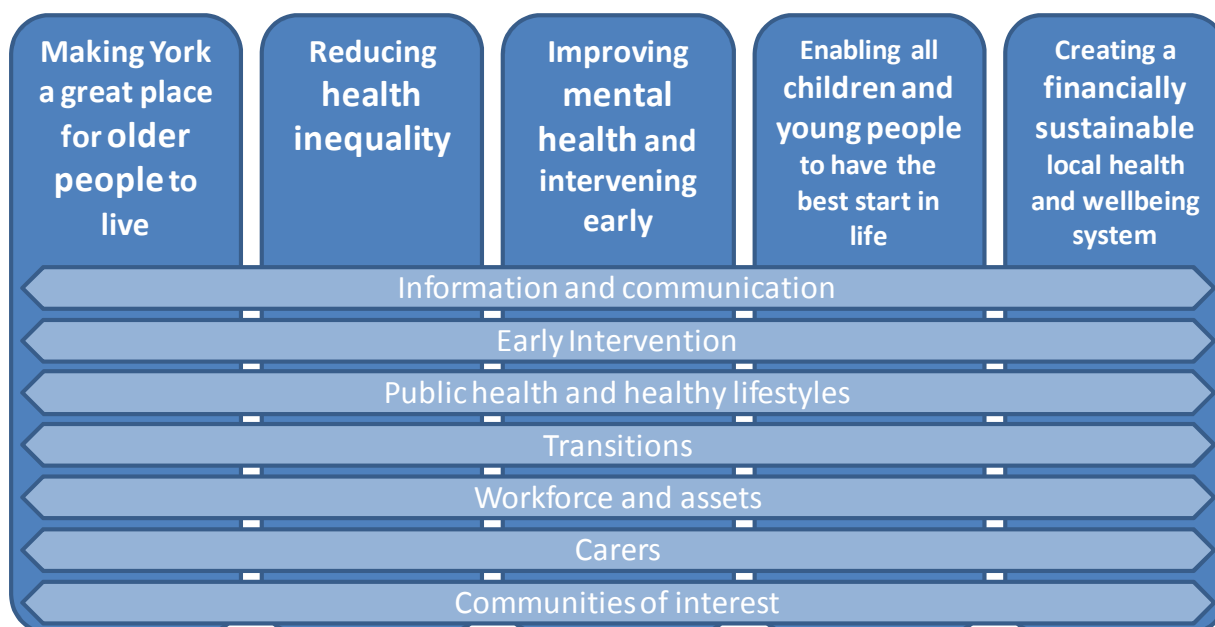 Making York
a great place
for older
people to
live
Reducing
health
inequality
Improving
mental
health and
intervening
early
Enabling all
children and
young people
to have the
best start in
life
Creating a
financially
sustainable
local health
and wellbeing
system
Information and communication
Early Intervention
Public health and healthy lifestyles
Transitions
Workforce and assets
Carers
Communities of interest